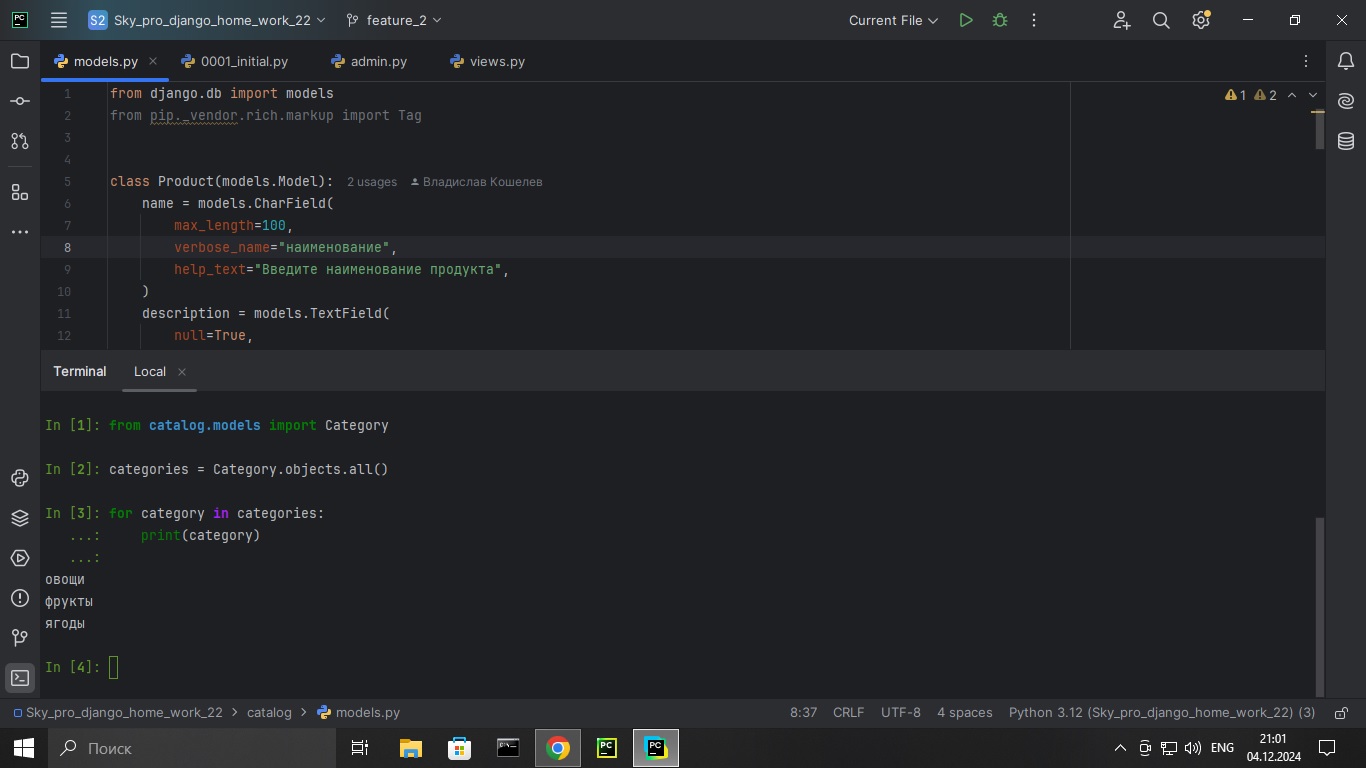 PC S2 Sky_pro_django_home_work_22 feature_2 Current File
models.py 0001_initial.py admin.py views.py
1 from django.db import models 1 2
2 from pip._vendor.rich.markup import Tag
3
4
5 class Product(models.Model): 2 usages Владислав Кошелев
6 name = models.CharField(
7 max_length=100,
8 verbose_name="наименование",
9 help_text="Введите наименование продукта",
10 )
11 description = models.TextField(
12 null=True,
Terminal Local
In [1]: from catalog.models import Category
In [2]: categories = Category.objects.all()
In [3]: for category in categories:
...: print(category)
...:
овощи
фрукты
ягоды
In [4]:
Sky_pro_django_home_work_22 > catalog > models.py 8:37 CRLF UTF-8 4 spaces Python 3.12 (Sky_pro_django_home_work_22) (3)
Поиск PC PC ENG 21:01
04.12.2024